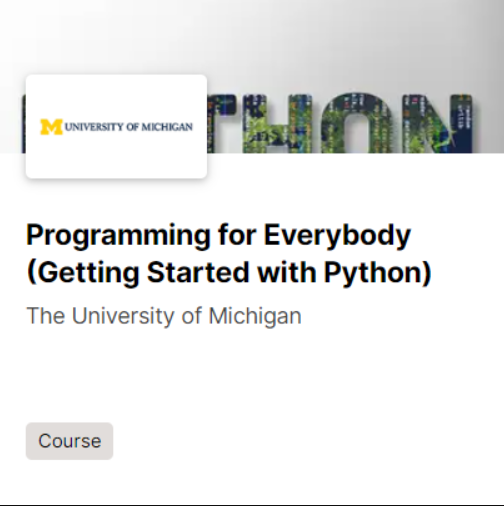 THON
UNIVERSITY OF MICHIGAN
Programming for Everybody
(Getting Started with Python)
The University of Michigan
Course